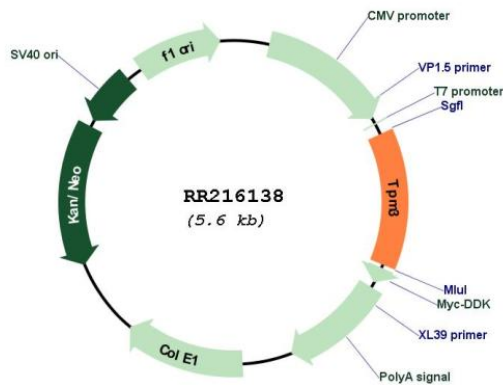 CMV promoter
VP1.5 primer
T7 promoter
SgfI
Tpm3
MluI
Myc-DDK
XL39 primer
PolyA signal
Col E1
Kan/Neo
SV40 ori
f1 ori
RR216138
(5.6 kb)